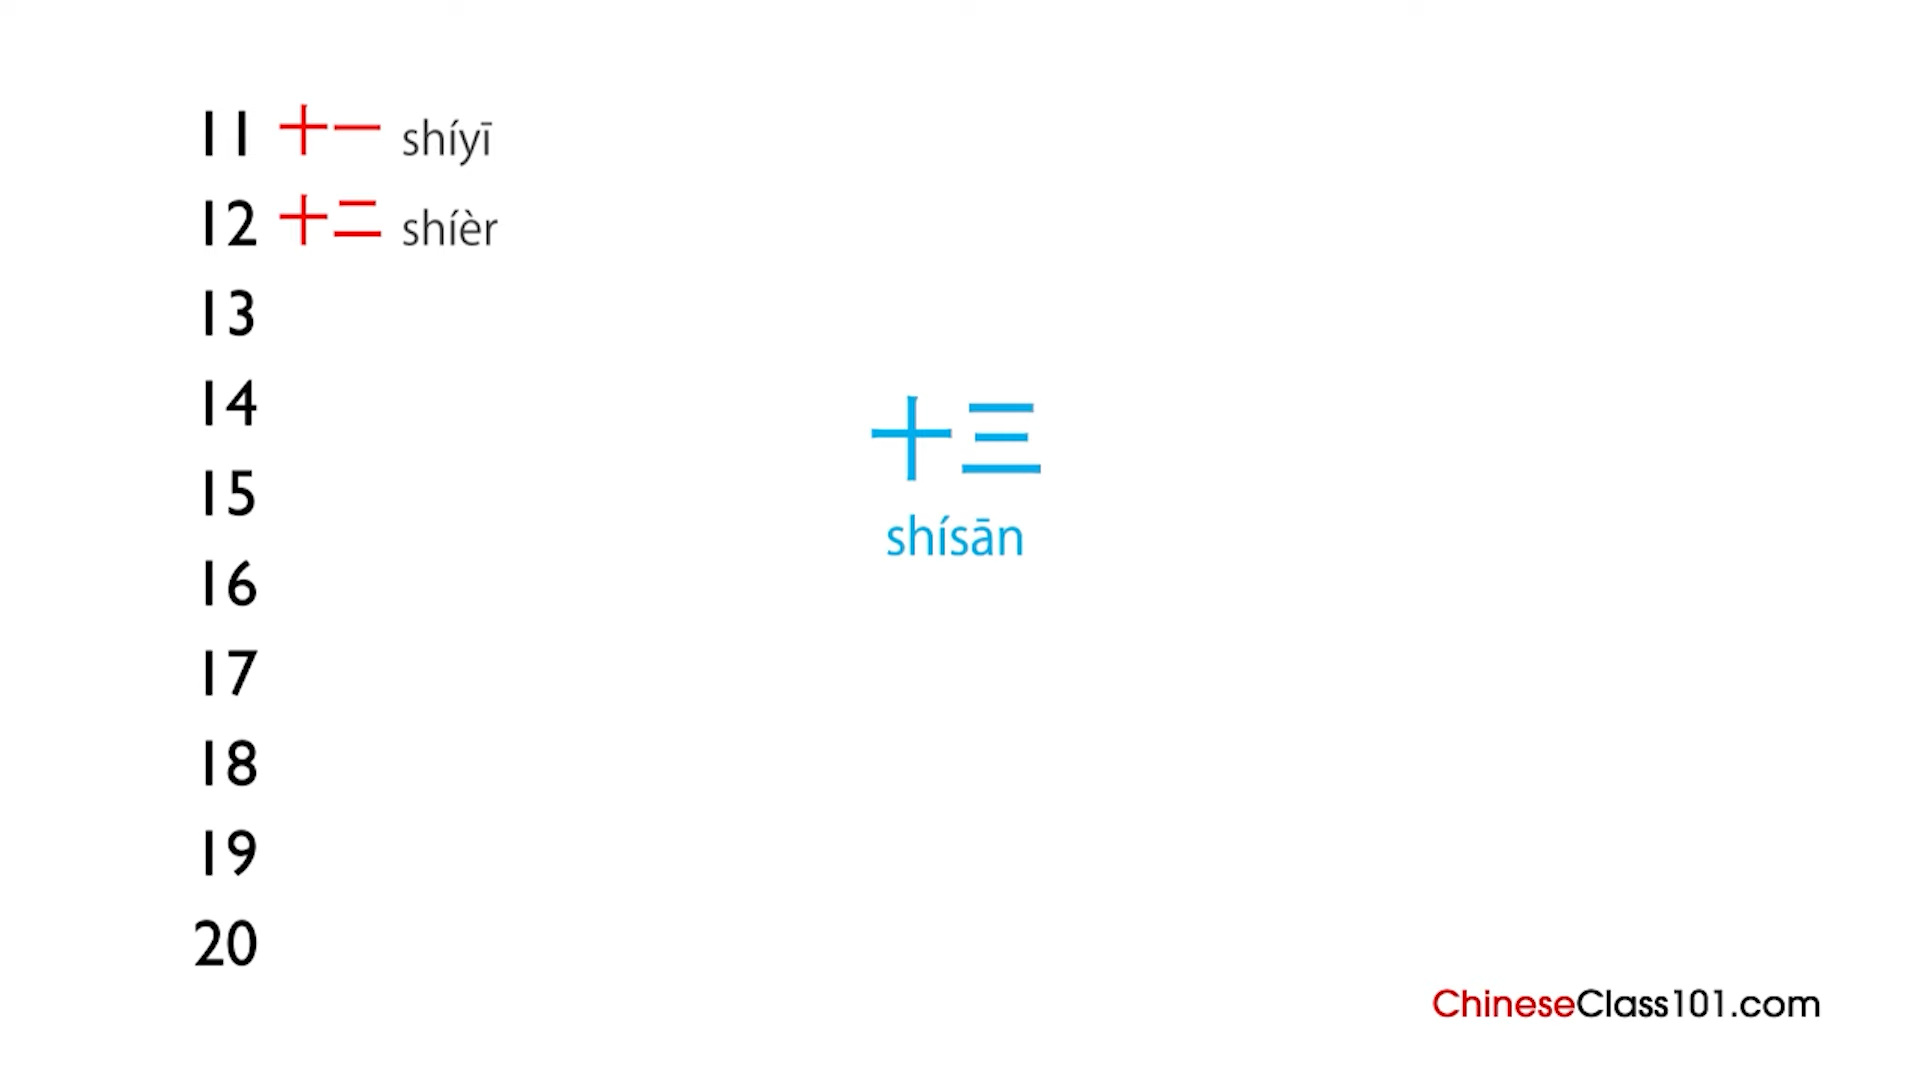 11 十一 shíyī
12 十二 shíèr
13
14
十三
shísān
15
16
17
18
19
20
ChineseClass101.com